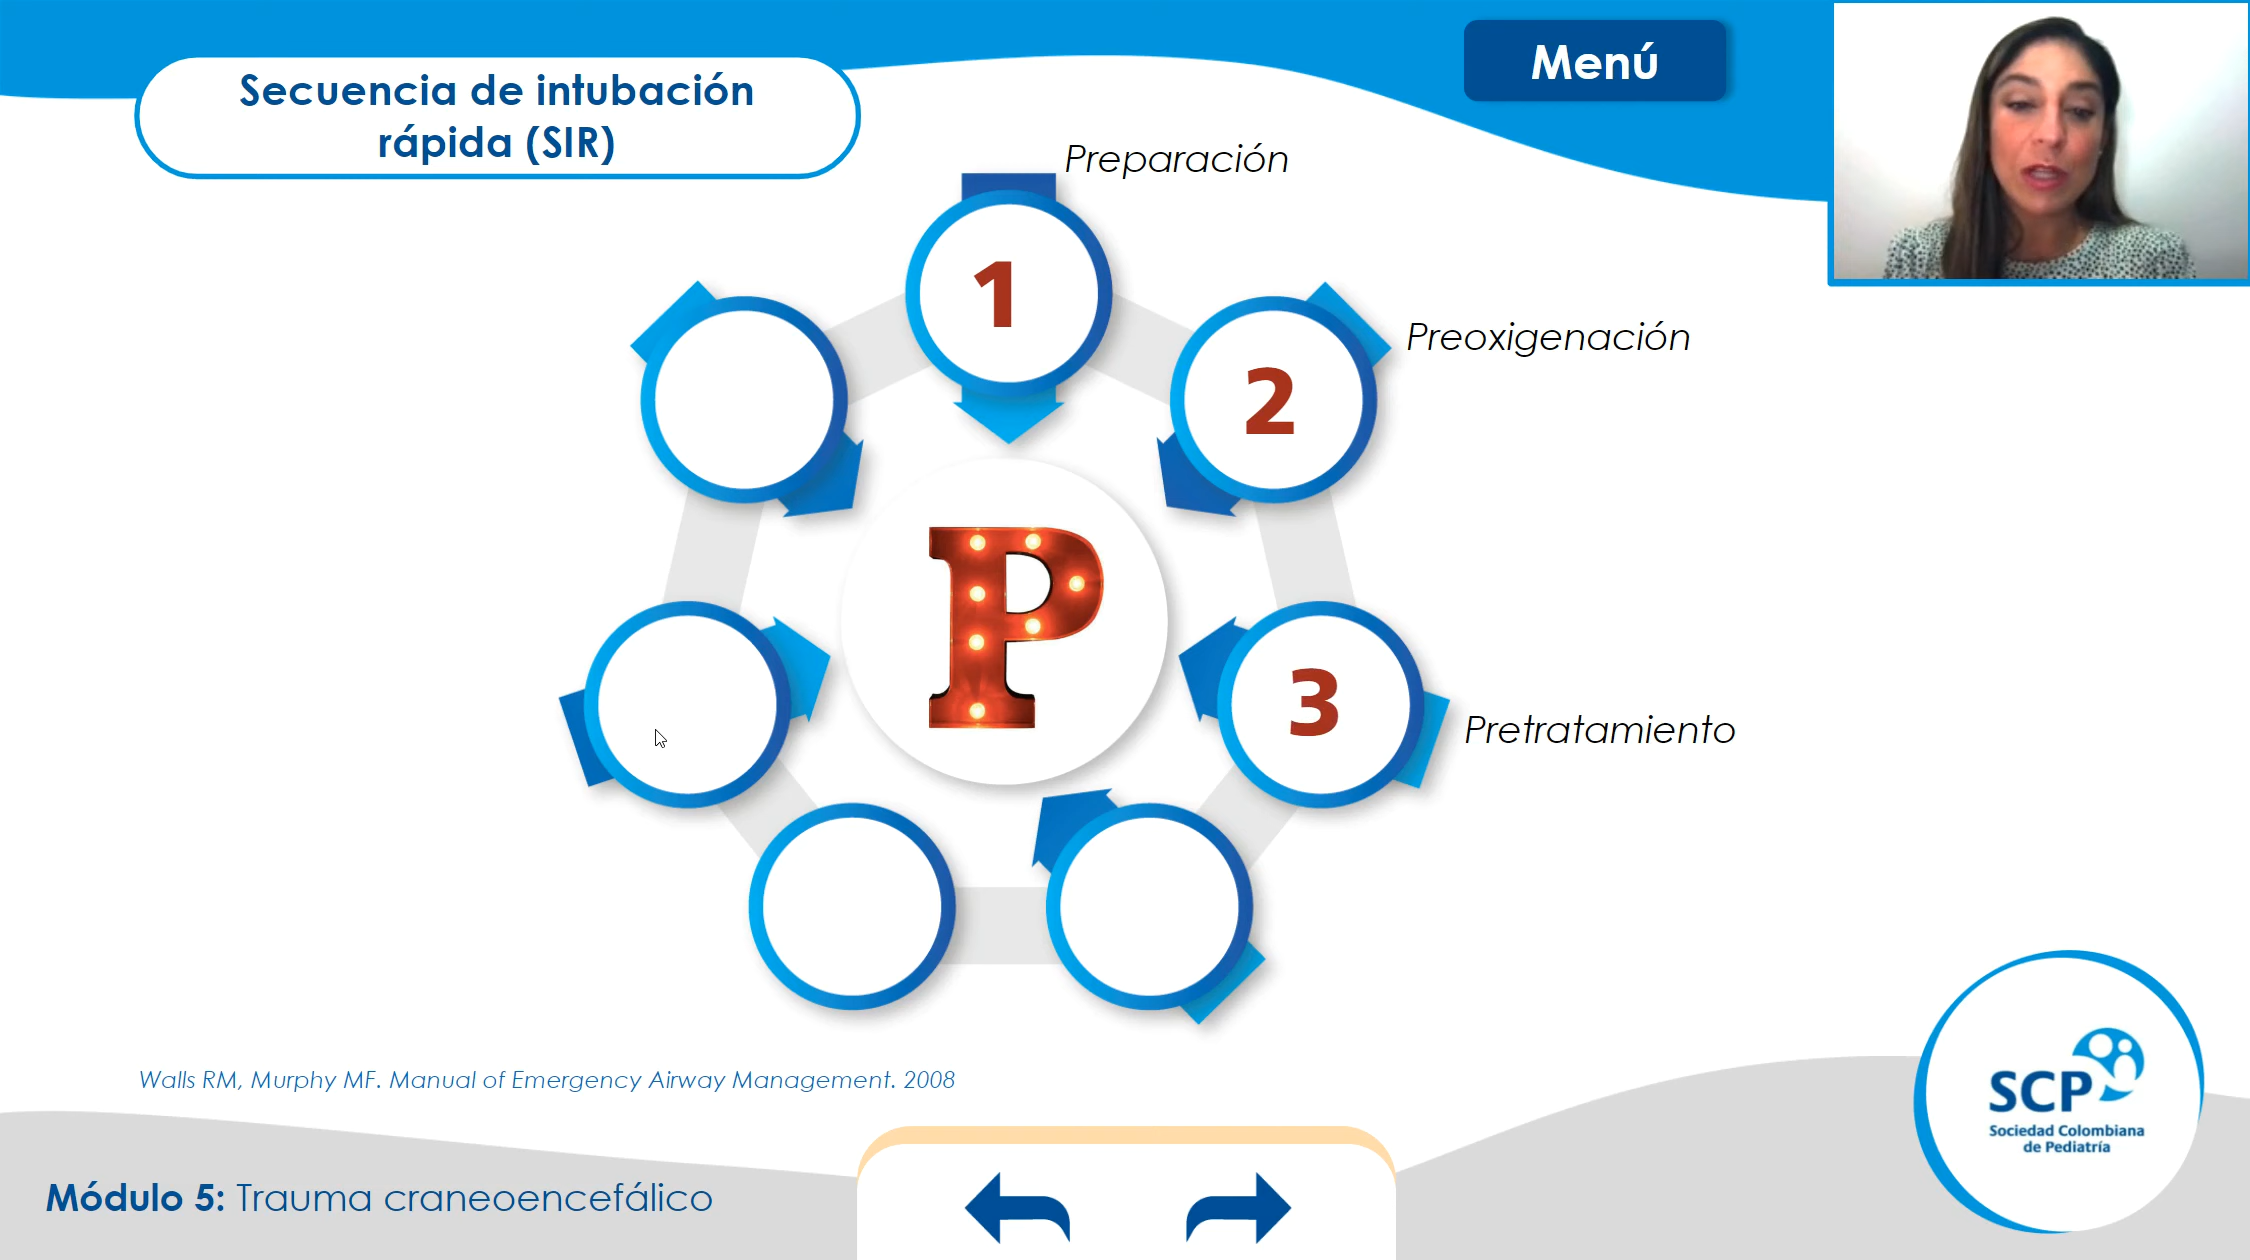 Secuencia de intubación
rápida (SIR)
Menú
Preparación
1
Preoxigenación
2
P
3
Pretratamiento
Walls RM, Murphy MF. Manual of Emergency Airway Management. 2008
SCP
Sociedad Colombiana
de Pediatría
Módulo 5: Trauma craneoencefálico